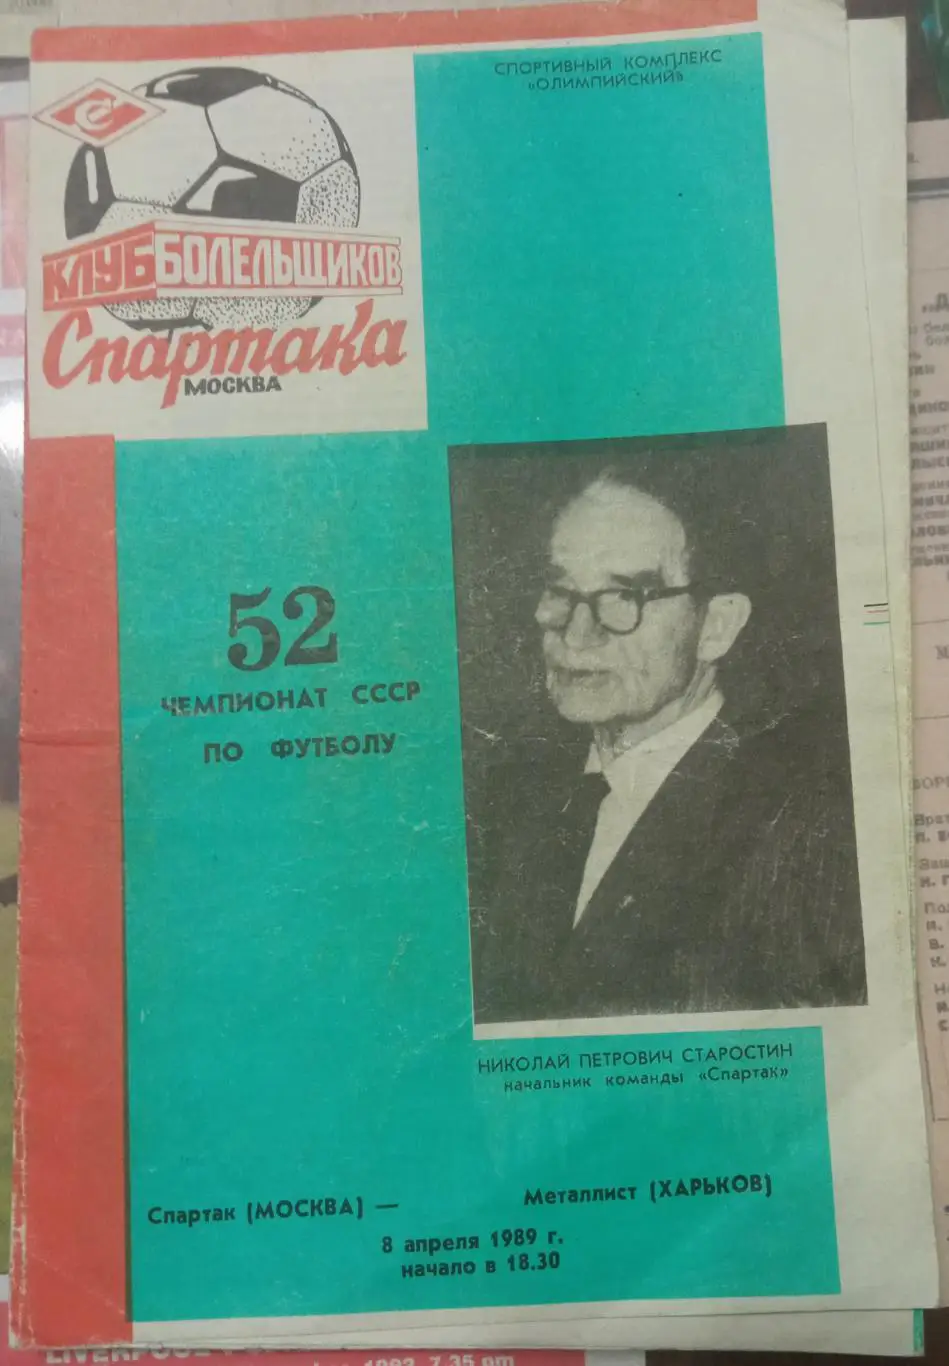 СПОРТИВНЫЙ КОМПЛЕКС
«ОЛИМПИЙСКИЙ»
КЛУБ БОЛЕЛЬЩИКОВ
Спартака
МОСКВА
52
ЧЕМПИОНАТ СССР
ПО ФУТБОЛУ
НИКОЛАЙ ПЕТРОВИЧ СТАРОСТИН
начальник команды «Спартак»
Спартак (МОСКВА) — Металлист (ХАРЬКОВ)
8 апреля 1989 г.
начало в 18.30